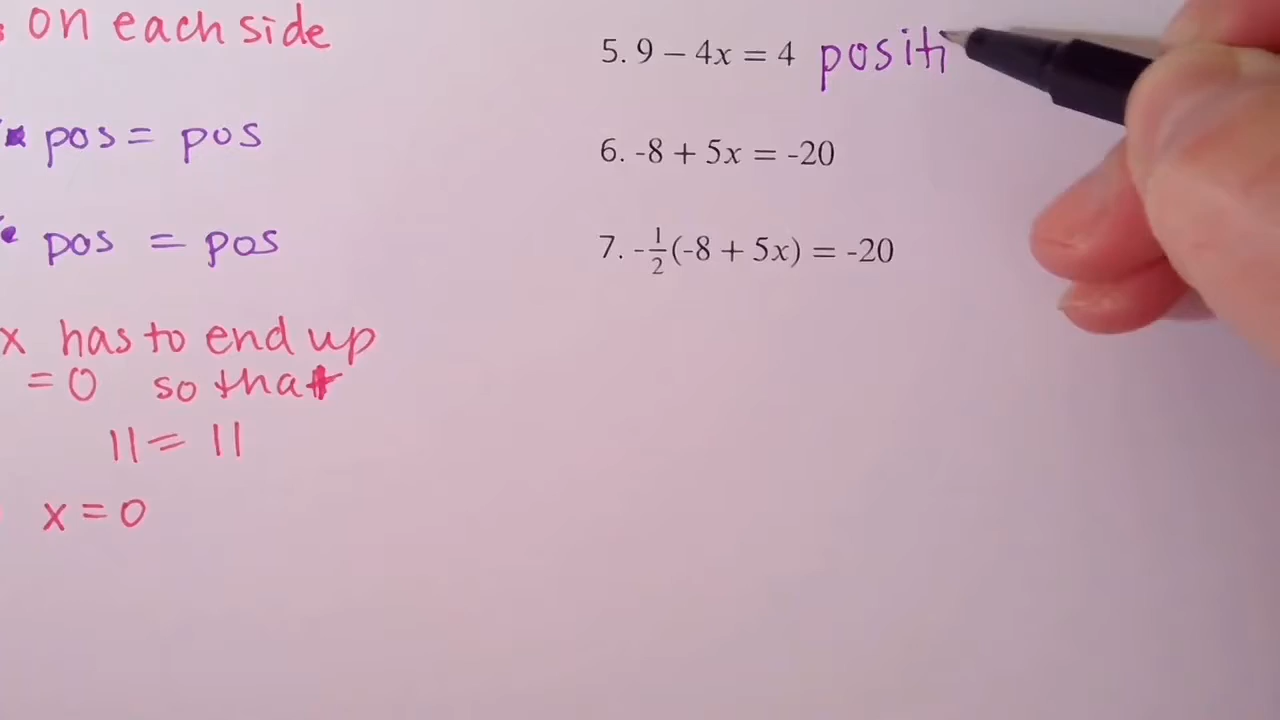 on each side
pos = pos
pos = pos
x has to end up
= 0 so that
11 = 11
x = 0
5. 9 – 4x = 4 positi
6. -8 + 5x = -20
7. -1/2(-8 + 5x) = -20